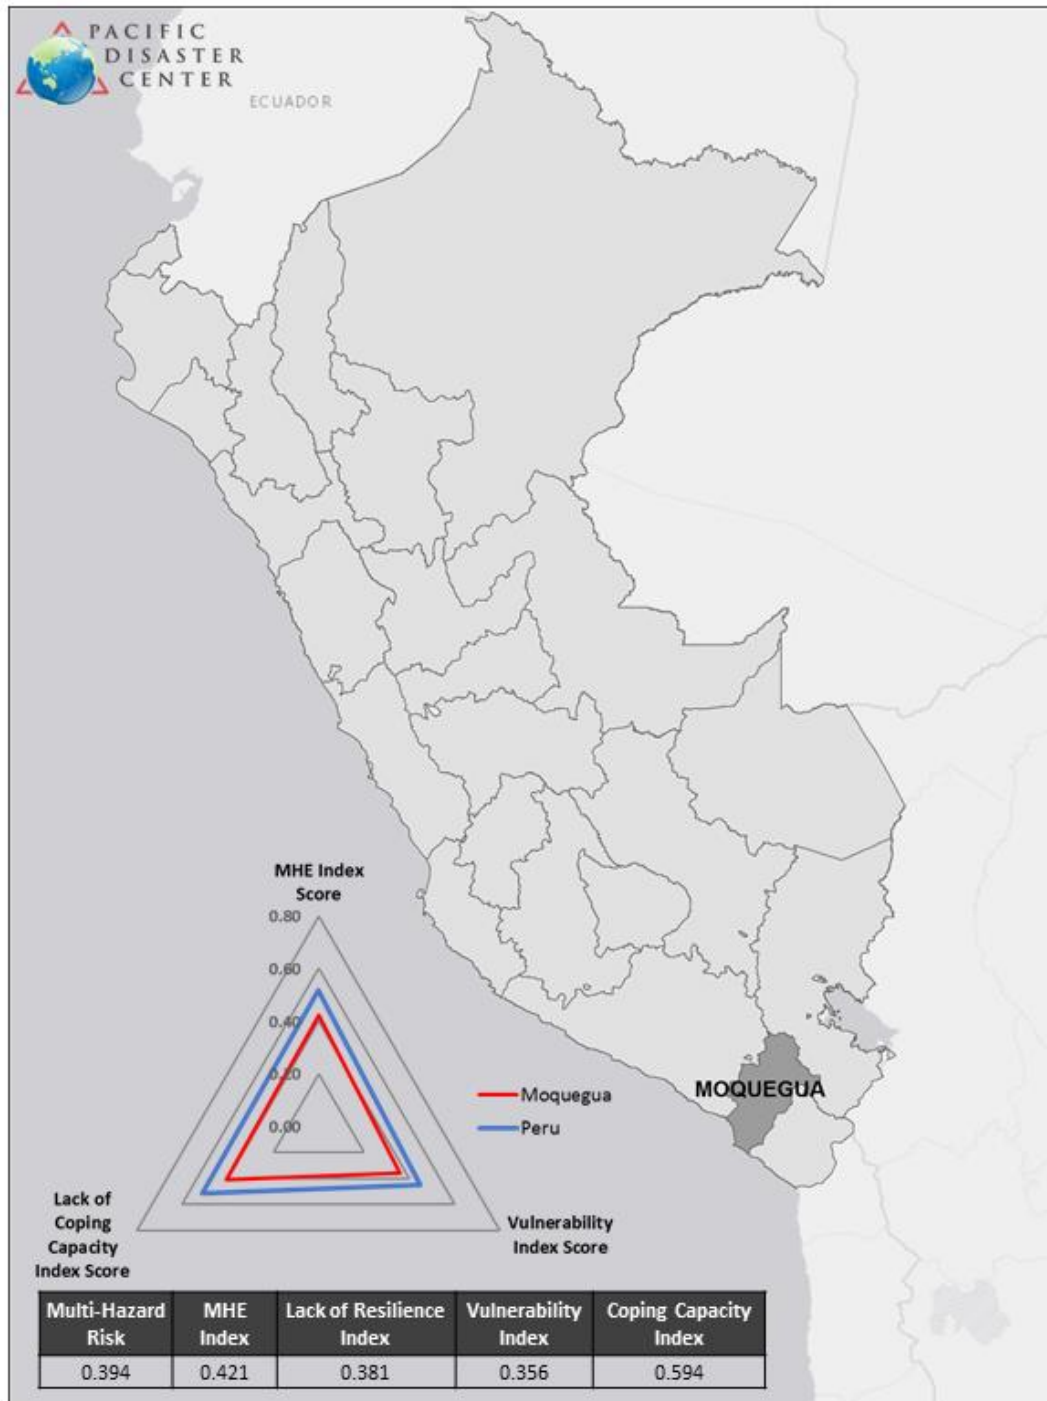 PACIFIC
DISASTER
CENTER
ECUADOR
MHE Index
Score
0.80
0.60
0.40
0.20
0.00
Moquegua
Peru
MOQUEGUA
Lack of
Coping
Capacity
Index Score
Vulnerability
Index Score
Multi-Hazard Risk MHE Index Lack of Resilience Index Vulnerability Index Coping Capacity Index
0.394 0.421 0.381 0.356 0.594